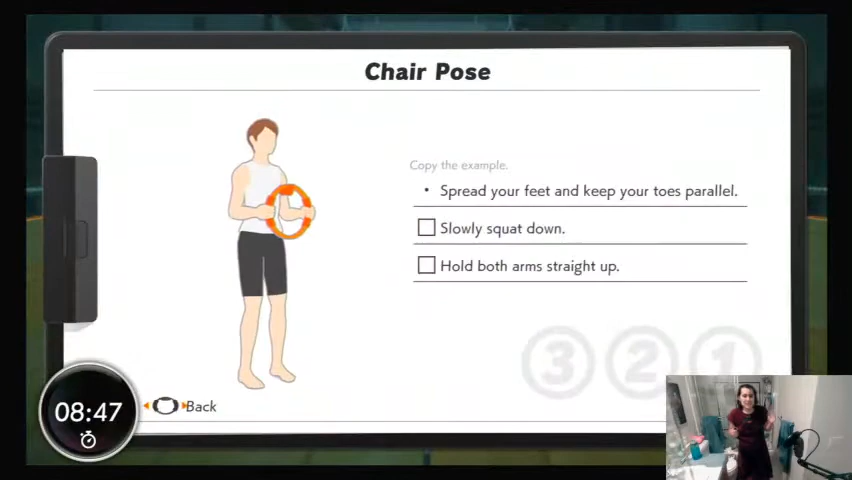 Chair Pose
Copy the example.
• Spread your feet and keep your toes parallel.
Slowly squat down.
Hold both arms straight up.
3 2 1
08:47
Back